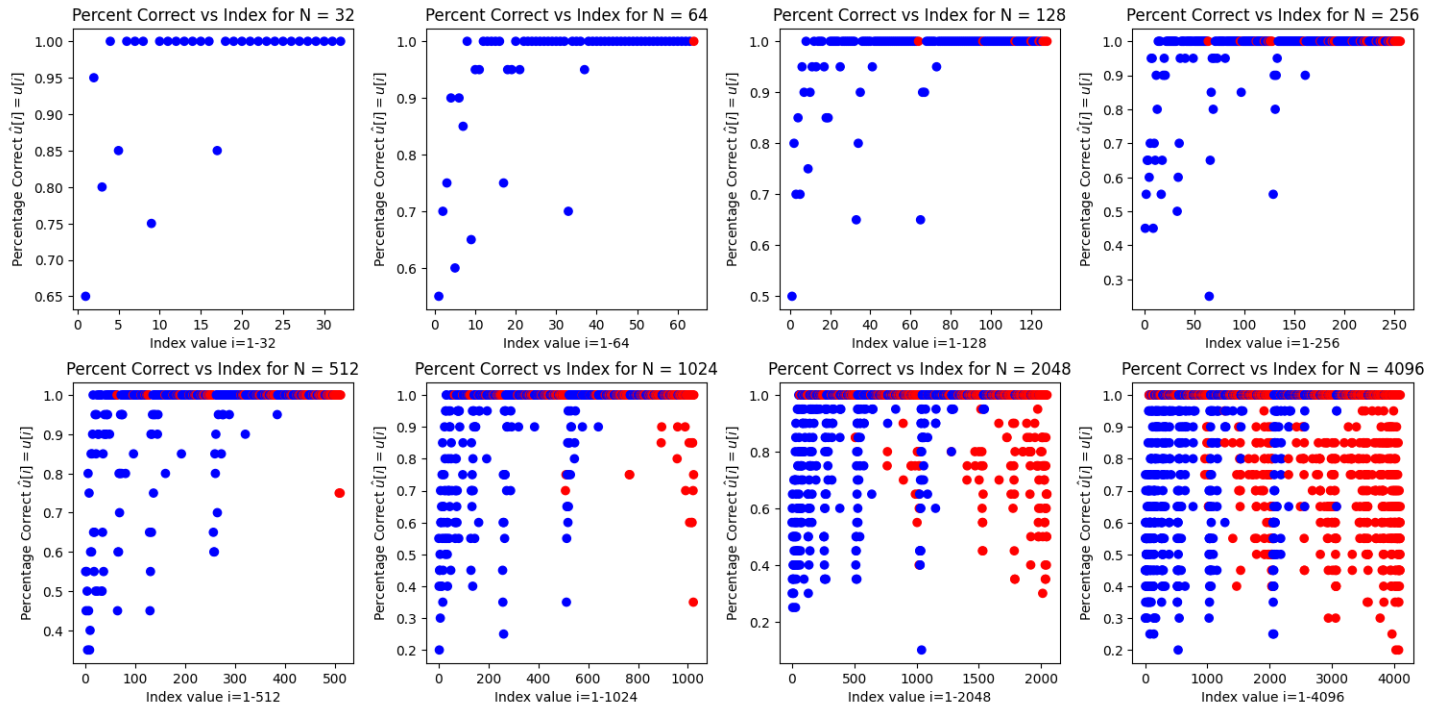 Percent Correct vs Index for N = 32
Percentage Correct û[i] = u[i]
1.00
0.95
0.90
0.85
0.80
0.75
0.70
0.65
0 5 10 15 20 25 30
Index value i=1-32
Percent Correct vs Index for N = 64
Percentage Correct û[i] = u[i]
1.0
0.9
0.8
0.7
0.6
0 10 20 30 40 50 60
Index value i=1-64
Percent Correct vs Index for N = 128
Percentage Correct û[i] = u[i]
1.0
0.9
0.8
0.7
0.6
0.5
0 20 40 60 80 100 120
Index value i=1-128
Percent Correct vs Index for N = 256
Percentage Correct û[i] = u[i]
1.0
0.9
0.8
0.7
0.6
0.5
0.4
0.3
0 50 100 150 200 250
Index value i=1-256
Percent Correct vs Index for N = 512
Percentage Correct û[i] = u[i]
1.0
0.9
0.8
0.7
0.6
0.5
0.4
0 100 200 300 400 500
Index value i=1-512
Percent Correct vs Index for N = 1024
Percentage Correct û[i] = u[i]
1.0
0.9
0.8
0.7
0.6
0.5
0.4
0.3
0.2
0 200 400 600 800 1000
Index value i=1-1024
Percent Correct vs Index for N = 2048
Percentage Correct û[i] = u[i]
1.0
0.8
0.6
0.4
0.2
0 500 1000 1500 2000
Index value i=1-2048
Percent Correct vs Index for N = 4096
Percentage Correct û[i] = u[i]
1.0
0.9
0.8
0.7
0.6
0.5
0.4
0.3
0.2
0 1000 2000 3000 4000
Index value i=1-4096